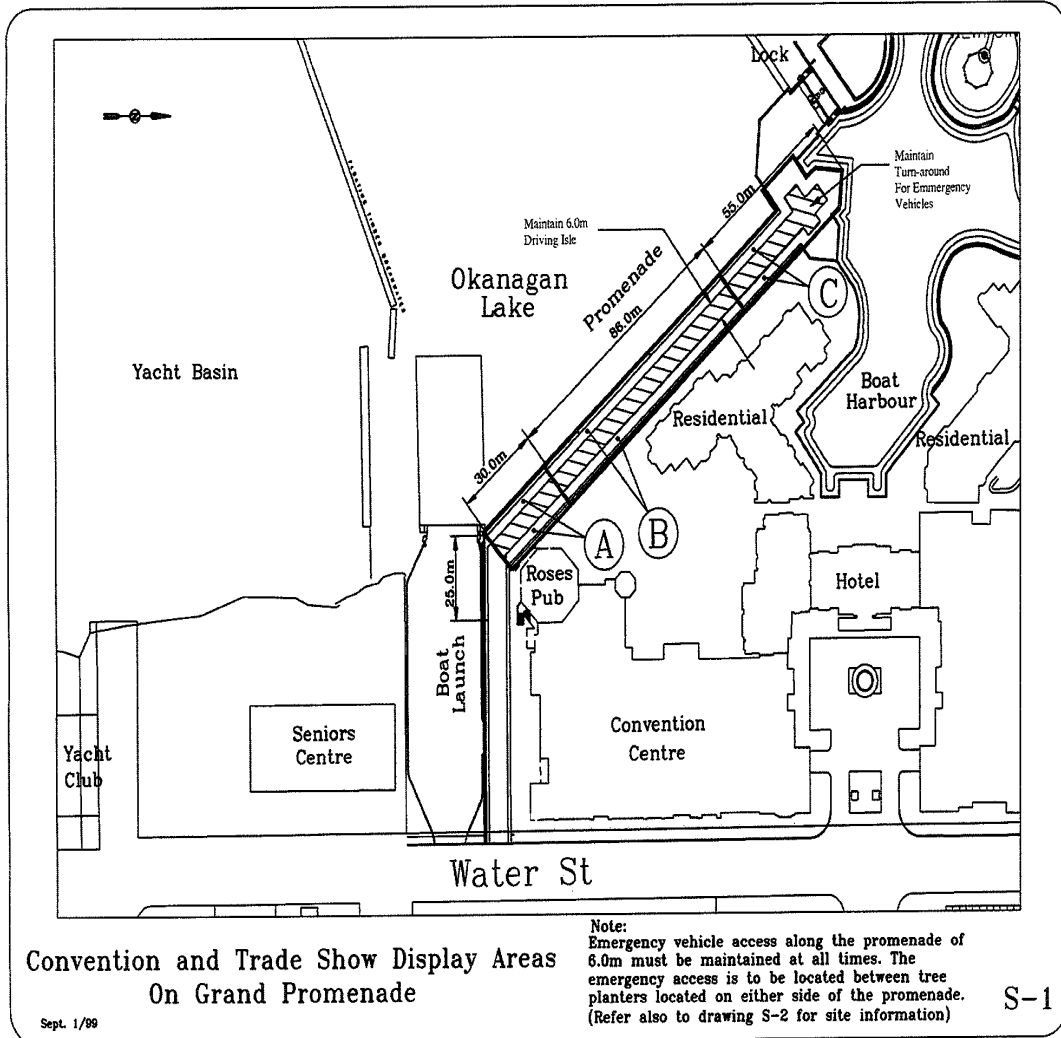 Lock
Maintain
Turn-around
For Emmergency
Vehicles
55.0m
Maintain 6.0m
Driving Isle
Okanagan
Lake
Promenade
86.0m
C
FLOATING TIMBER BREAKWATER
Yacht Basin
Boat
Harbour
Residential
Residential
30.0m
A
B
Roses
Pub
Hotel
25.0m
Boat
Launch
Seniors
Centre
Convention
Centre
Yacht
Club
Water St
Convention and Trade Show Display Areas
On Grand Promenade
Sept. 1/99
Note:
Emergency vehicle access along the promenade of
6.0m must be maintained at all times. The
emergency access is to be located between tree
planters located on either side of the promenade.
(Refer also to drawing S-2 for site information)
S-1